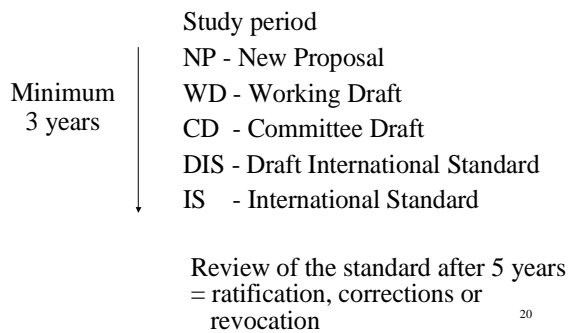 Study period
NP - New Proposal
Minimum
3 years
WD - Working Draft
CD - Committee Draft
DIS - Draft International Standard
IS - International Standard
Review of the standard after 5 years
= ratification, corrections or
revocation
20